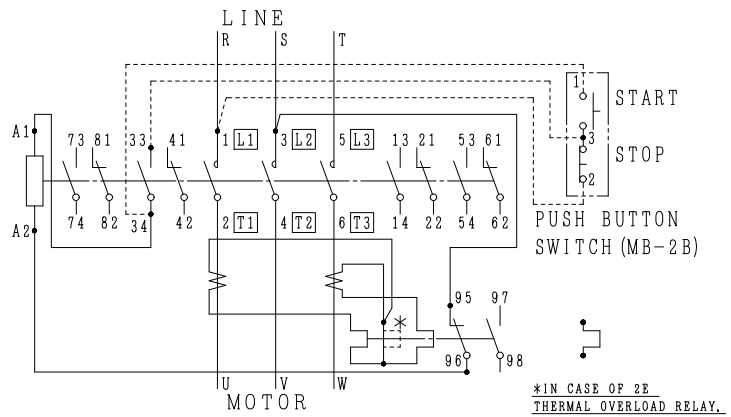 LINE
R S T
1
START
3
STOP
2
PUSH BUTTON
SWITCH (MB-2B)
A1 73 81 33 41 1 L1 3 L2 5 L3 13 21 53 61
A2 74 82 34 42 2 T1 4 T2 6 T3 14 22 54 62
95 97
*
96 98
U V W
MOTOR
*IN CASE OF 2E
THERMAL OVERLOAD RELAY.